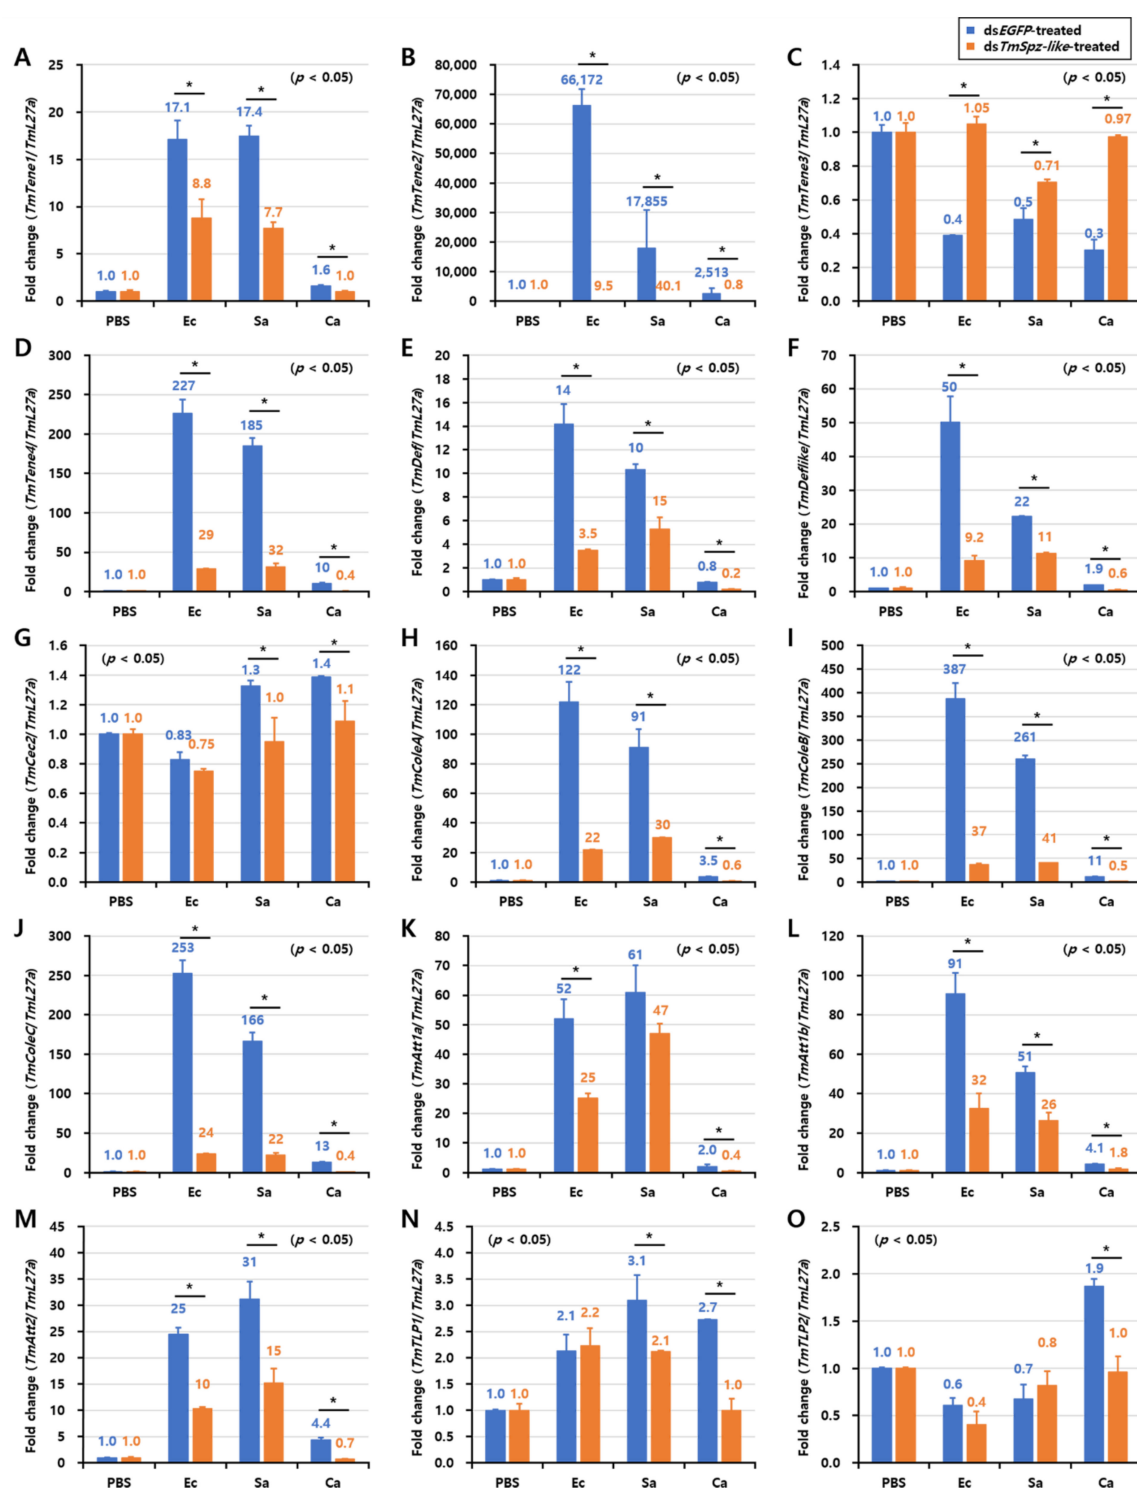 dsEGFP-treated
dsTmSpz-like-treated
A
Fold change (TmTene1/TmL27a)
25
20
15
10
5
0
(p < 0.05)
1.0 1.0
17.1 * 8.8
17.4 * 7.7
1.6 * 1.0
PBS Ec Sa Ca
B
Fold change (TmTene2/TmL27a)
80,000
70,000
60,000
50,000
40,000
30,000
20,000
10,000
0
(p < 0.05)
1.0 1.0
66,172 * 9.5
17,855 * 40.1
2,513 * 0.8
PBS Ec Sa Ca
C
Fold change (TmTene3/TmL27a)
1.4
1.2
1.0
0.8
0.6
0.4
0.2
0.0
(p < 0.05)
1.0 1.0
0.4 * 1.05
0.5 * 0.71
0.3 * 0.97
PBS Ec Sa Ca
D
Fold change (TmTene4/TmL27a)
300
250
200
150
100
50
0
(p < 0.05)
1.0 1.0
227 * 29
185 * 32
10 * 0.4
PBS Ec Sa Ca
E
Fold change (TmDef/TmL27a)
20
18
16
14
12
10
8
6
4
2
0
(p < 0.05)
1.0 1.0
14 * 3.5
10 * 15
0.8 * 0.2
PBS Ec Sa Ca
F
Fold change (TmDeflike/TmL27a)
70
60
50
40
30
20
10
0
(p < 0.05)
1.0 1.0
50 * 9.2
22 * 11
1.9 * 0.6
PBS Ec Sa Ca
G
Fold change (TmCec2/TmL27a)
1.6
1.4
1.2
1.0
0.8
0.6
0.4
0.2
0.0
(p < 0.05)
1.0 1.0
0.83 0.75
1.3 * 1.0
1.4 * 1.1
PBS Ec Sa Ca
H
Fold change (TmColeA/TmL27a)
160
140
120
100
80
60
40
20
0
(p < 0.05)
1.0 1.0
122 * 22
91 * 30
3.5 * 0.6
PBS Ec Sa Ca
I
Fold change (TmColeB/TmL27a)
500
450
400
350
300
250
200
150
100
50
0
(p < 0.05)
1.0 1.0
387 * 37
261 * 41
11 * 0.5
PBS Ec Sa Ca
J
Fold change (TmColeC/TmL27a)
300
250
200
150
100
50
0
(p < 0.05)
1.0 1.0
253 * 24
166 * 22
13 * 0.4
PBS Ec Sa Ca
K
Fold change (TmAtt1a/TmL27a)
80
70
60
50
40
30
20
10
0
(p < 0.05)
1.0 1.0
52 * 25
61 47
2.0 * 0.4
PBS Ec Sa Ca
L
Fold change (TmAtt1b/TmL27a)
120
100
80
60
40
20
0
(p < 0.05)
1.0 1.0
91 * 32
51 * 26
4.1 * 1.8
PBS Ec Sa Ca
M
Fold change (TmAtt2/TmL27a)
45
40
35
30
25
20
15
10
5
0
(p < 0.05)
1.0 1.0
25 * 10
31 * 15
4.4 * 0.7
PBS Ec Sa Ca
N
Fold change (TmTLP1/TmL27a)
4.5
4.0
3.5
3.0
2.5
2.0
1.5
1.0
0.5
0.0
(p < 0.05)
1.0 1.0
2.1 2.2
3.1 * 2.1
2.7 * 1.0
PBS Ec Sa Ca
O
Fold change (TmTLP2/TmL27a)
2.5
2.0
1.5
1.0
0.5
0.0
(p < 0.05)
1.0 1.0
0.6 0.4
0.7 0.8
1.9 * 1.0
PBS Ec Sa Ca